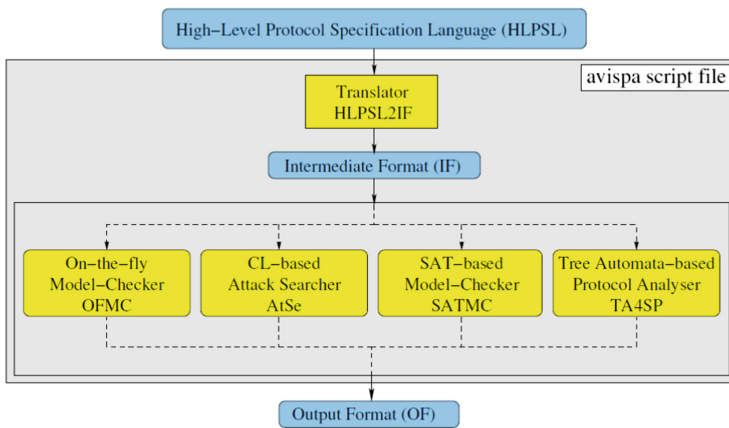 High−Level Protocol Specification Language (HLPSL)
avispa script file
Translator
HLPSL2IF
Intermediate Format (IF)
On−the−fly
Model−Checker
OFMC
CL−based
Attack Searcher
AtSe
SAT−based
Model−Checker
SATMC
Tree Automata−based
Protocol Analyser
TA4SP
Output Format (OF)